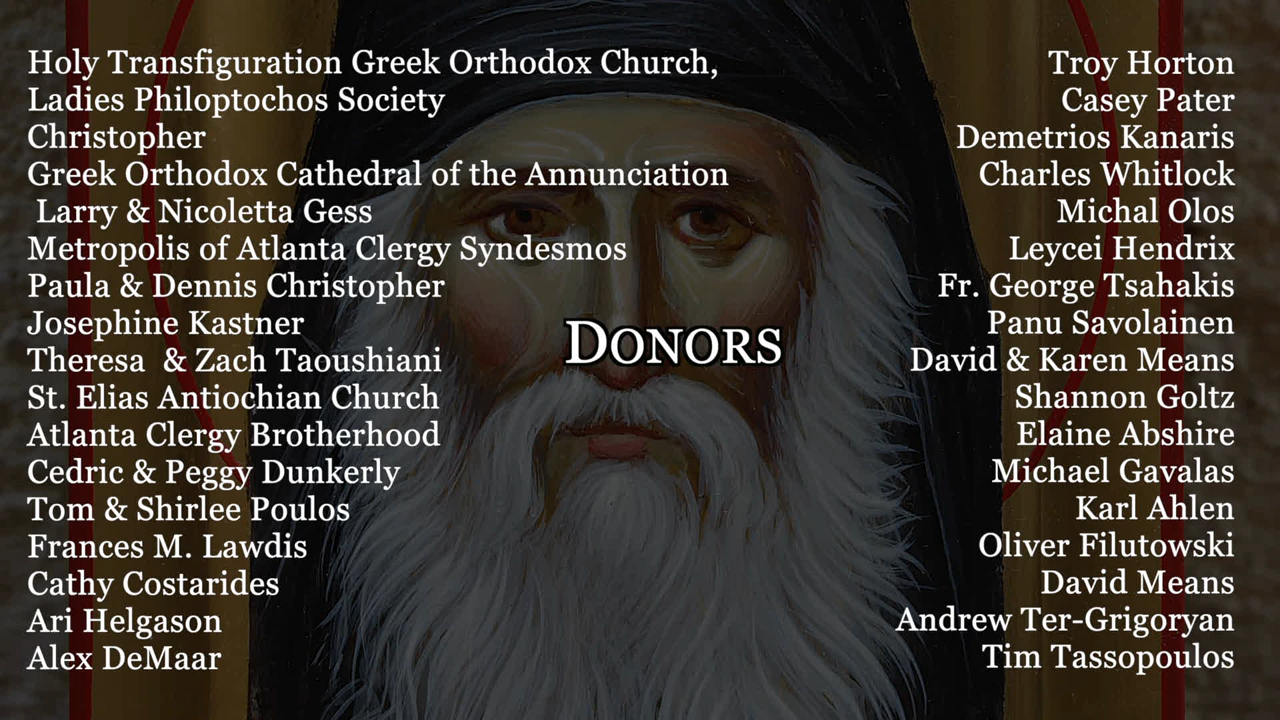 Holy Transfiguration Greek Orthodox Church,
Ladies Philoptochos Society
Christopher
Greek Orthodox Cathedral of the Annunciation
Larry & Nicoletta Gess
Metropolis of Atlanta Clergy Syndesmos
Paula & Dennis Christopher
Josephine Kastner
Theresa  & Zach Taoushiani
St. Elias Antiochian Church
Atlanta Clergy Brotherhood
Cedric & Peggy Dunkerly
Tom & Shirlee Poulos
Frances M. Lawdis
Cathy Costarides
Ari Helgason
Alex DeMaar
DONORS
Troy Horton
Casey Pater
Demetrios Kanaris
Charles Whitlock
Michal Olos
Leycei Hendrix
Fr. George Tsahakis
Panu Savolainen
David & Karen Means
Shannon Goltz
Elaine Abshire
Michael Gavalas
Karl Ahlen
Oliver Filutowski
David Means
Andrew Ter-Grigoryan
Tim Tassopoulos